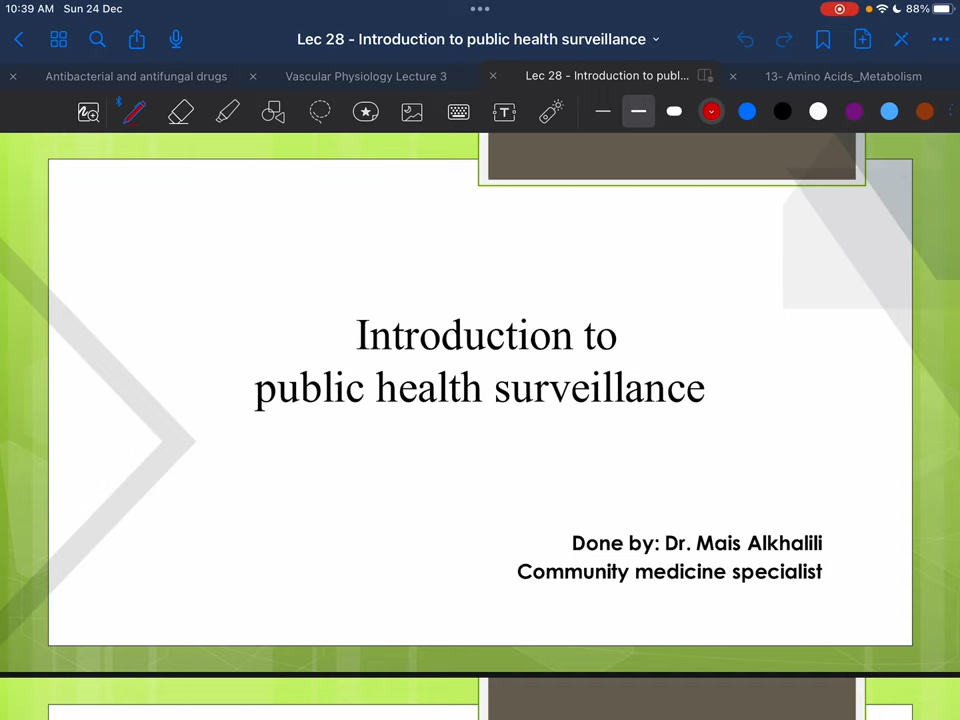 10:39 AM Sun 24 Dec
88%
Lec 28 - Introduction to public health surveillance
Antibacterial and antifungal drugs
Vascular Physiology Lecture 3
Lec 28 - Introduction to publ...
13- Amino Acids_Metabolism
Introduction to
public health surveillance
Done by: Dr. Mais Alkhalili
Community medicine specialist